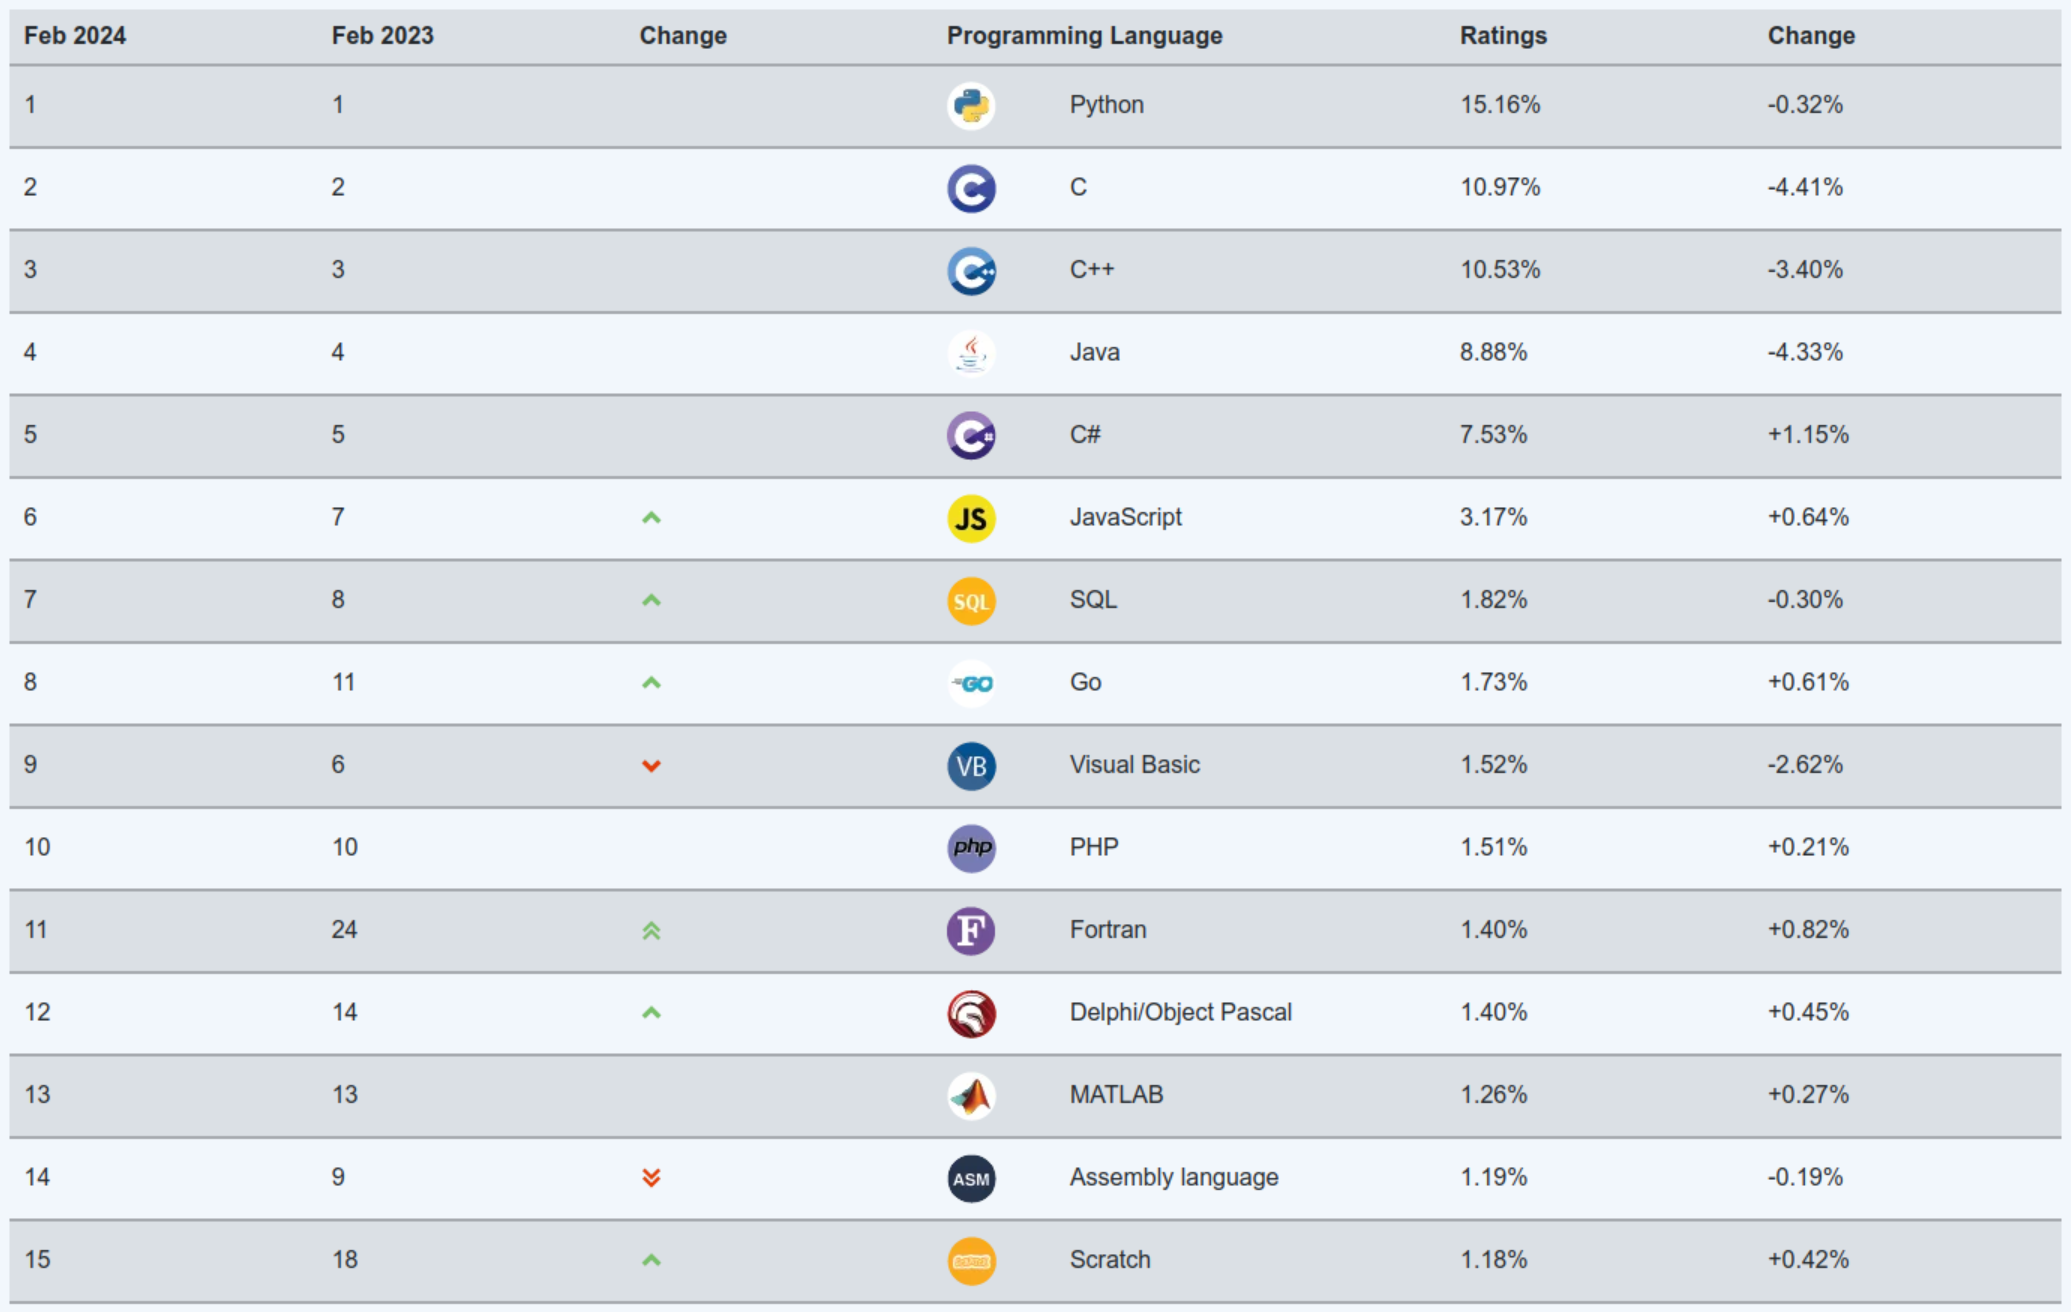 Feb 2024 Feb 2023 Change Programming Language Ratings Change
1 1 Python 15.16% -0.32%
2 2 C C 10.97% -4.41%
3 3 C++ C++ 10.53% -3.40%
4 4 Java 8.88% -4.33%
5 5 C# C# 7.53% +1.15%
6 7 JS JavaScript 3.17% +0.64%
7 8 SQL SQL 1.82% -0.30%
8 11 GO Go 1.73% +0.61%
9 6 VB Visual Basic 1.52% -2.62%
10 10 php PHP 1.51% +0.21%
11 24 F Fortran 1.40% +0.82%
12 14 Delphi/Object Pascal 1.40% +0.45%
13 13 MATLAB 1.26% +0.27%
14 9 ASM Assembly language 1.19% -0.19%
15 18 Scratch 1.18% +0.42%